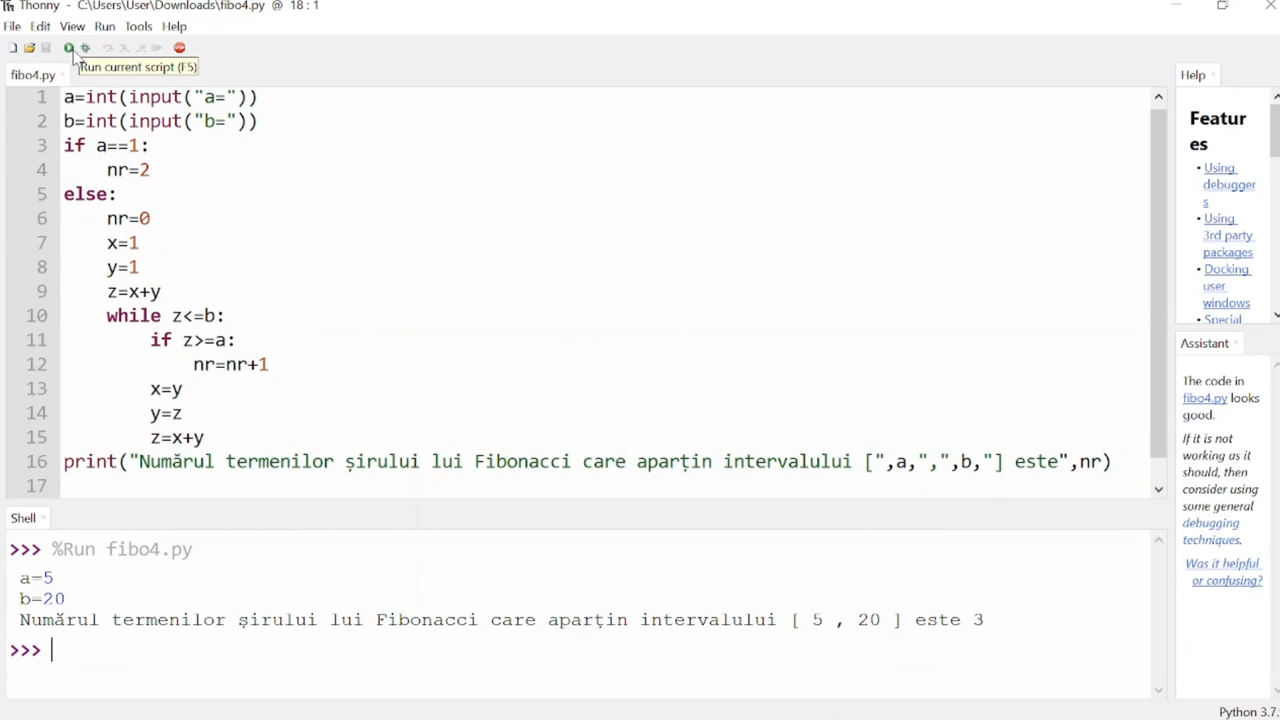 Thonny - C:\Users\User\Downloads\fibo4.py @ 18 : 1
File Edit View Run Tools Help
Run current script (F5)
fibo4.py
1 a=int(input("a="))
2 b=int(input("b="))
3 if a==1:
4 nr=2
5 else:
6 nr=0
7 x=1
8 y=1
9 z=x+y
10 while z<=b:
11 if z>=a:
12 nr=nr+1
13 x=y
14 y=z
15 z=x+y
16 print("Numărul termenilor șirului lui Fibonacci care aparțin intervalului [",a,",",b,"] este",nr)
17
Shell
>>> %Run fibo4.py
a=5
b=20
Numărul termenilor șirului lui Fibonacci care aparțin intervalului [ 5 , 20 ] este 3
>>>
Help
Featur
es
• Using
debugger
s
• Using
3rd party
packages
• Docking
user
windows
• Special
Assistant
The code in
fibo4.py looks
good.
If it is not
working as it
should, then
consider using
some general
debugging
techniques.
Was it helpful
or confusing?
Python 3.7.